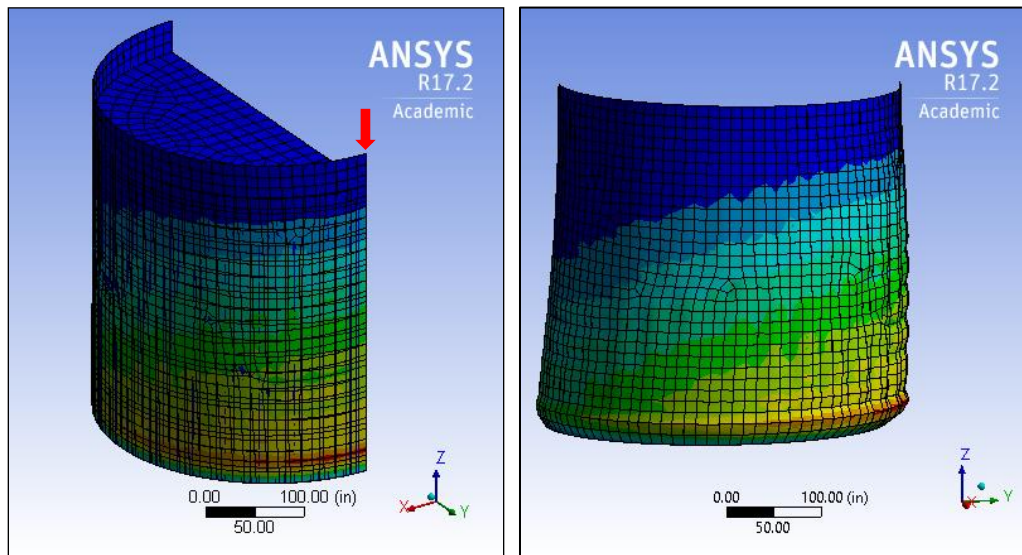 ANSYS
R17.2
Academic
0.00 100.00 (in)
50.00
Z
X
Y
ANSYS
R17.2
Academic
0.00 100.00 (in)
50.00
Z
X
Y